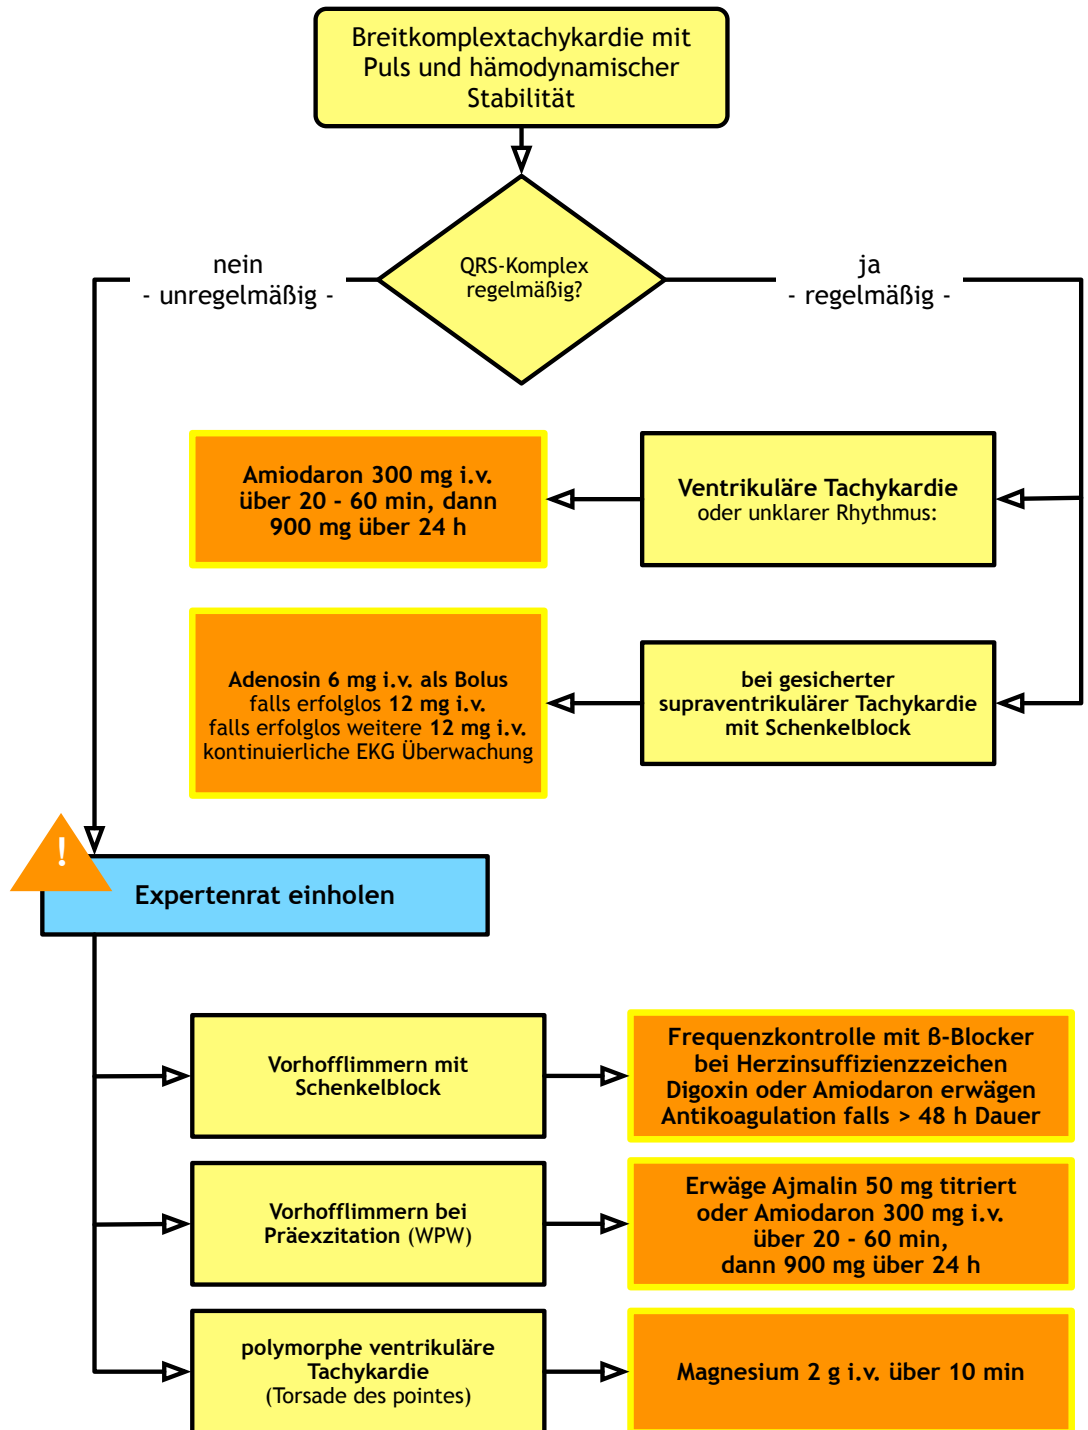 Breitkomplextachykardie mit
Puls und hämodynamischer
Stabilität
QRS-Komplex
regelmäßig?
nein
- unregelmäßig -
ja
- regelmäßig -
Amiodaron 300 mg i.v.
über 20 - 60 min, dann
900 mg über 24 h
Ventrikuläre Tachykardie
oder unklarer Rhythmus:
Adenosin 6 mg i.v. als Bolus
falls erfolglos 12 mg i.v.
falls erfolglos weitere 12 mg i.v.
kontinuierliche EKG Überwachung
bei gesicherter
supraventrikulärer Tachykardie
mit Schenkelblock
!
Expertenrat einholen
Vorhofflimmern mit
Schenkelblock
Frequenzkontrolle mit ß-Blocker
bei Herzinsuffizienzzeichen
Digoxin oder Amiodaron erwägen
Antikoagulation falls > 48 h Dauer
Vorhofflimmern bei
Präexzitation (WPW)
Erwäge Ajmalin 50 mg titriert
oder Amiodaron 300 mg i.v.
über 20 - 60 min,
dann 900 mg über 24 h
polymorphe ventrikuläre
Tachykardie
(Torsade des pointes)
Magnesium 2 g i.v. über 10 min